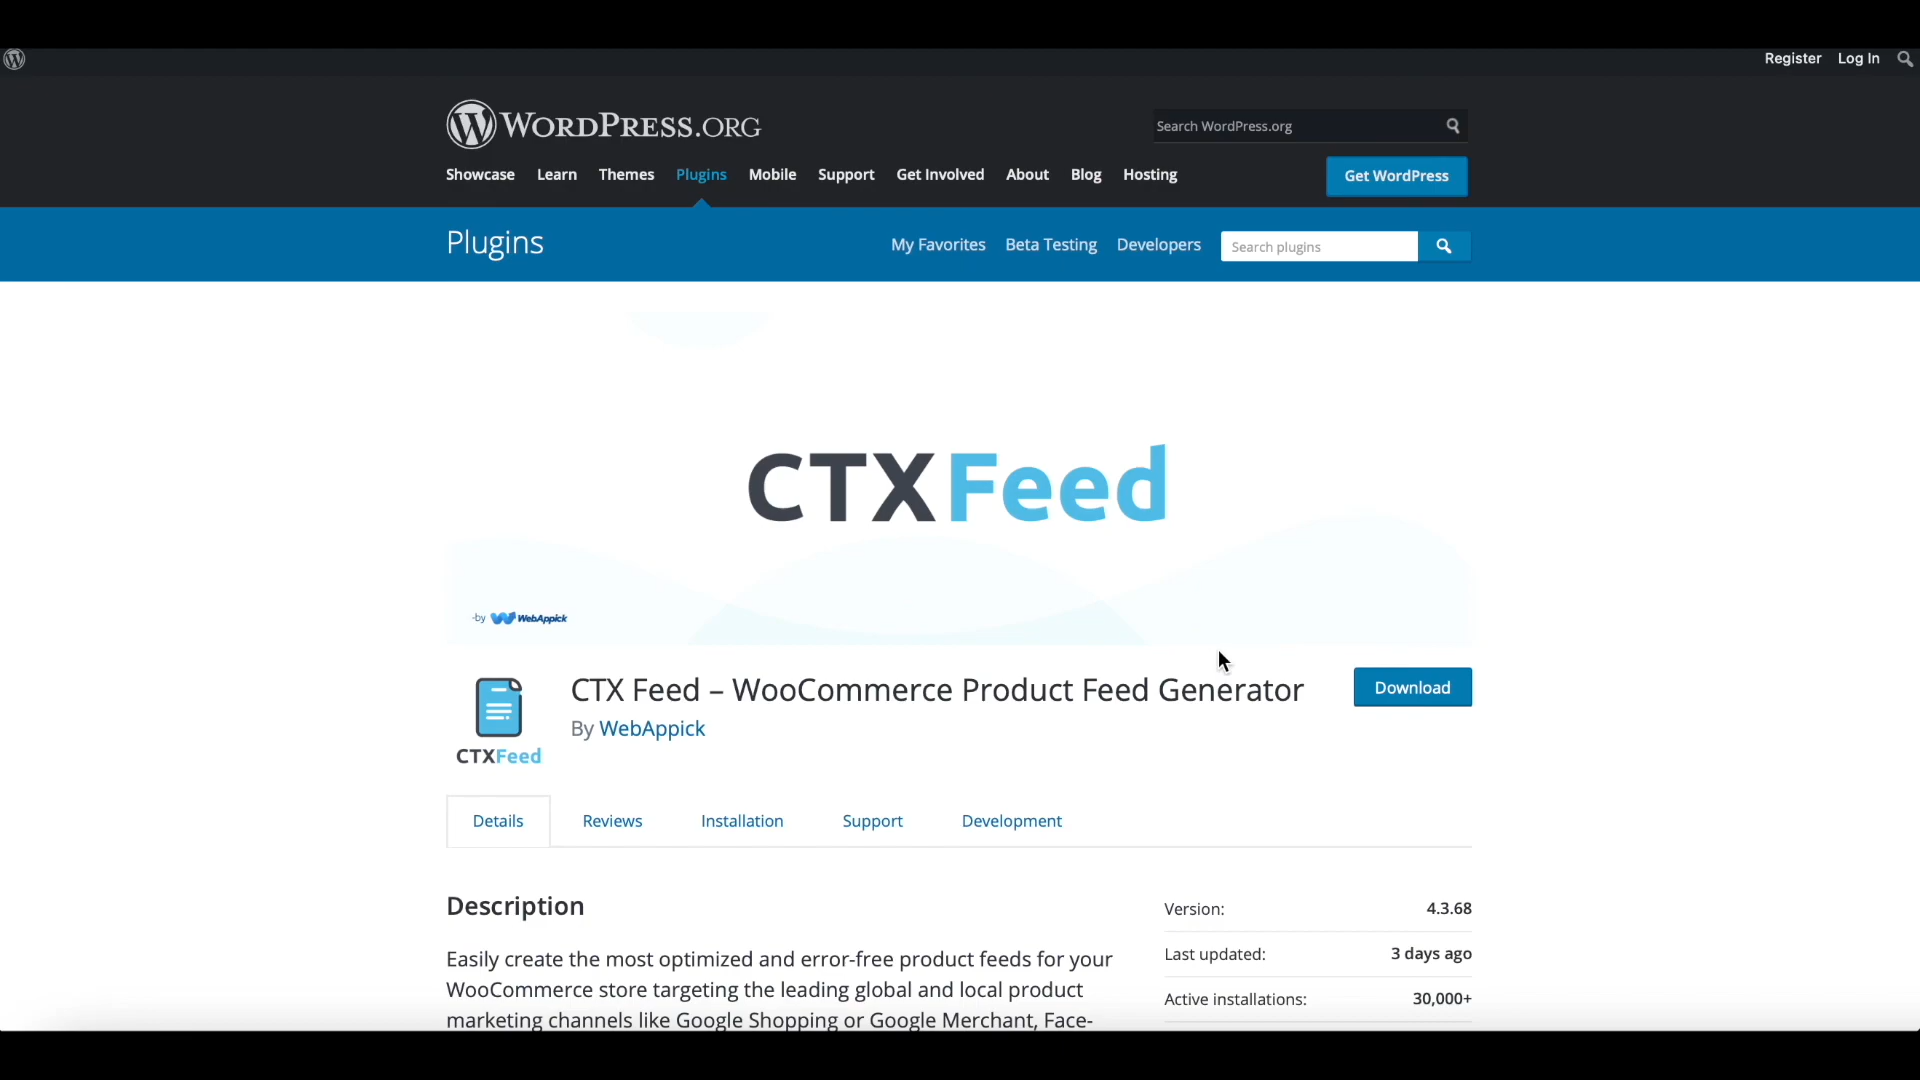 Register Log In
WORDPRESS.ORG
Search WordPress.org
Showcase Learn Themes Plugins Mobile Support Get Involved About Blog Hosting
Get WordPress
Plugins
My Favorites Beta Testing Developers
Search plugins
CTXFeed
-by WebAppick
CTXFeed
CTX Feed – WooCommerce Product Feed Generator
By WebAppick
Download
Details Reviews Installation Support Development
Description
Easily create the most optimized and error-free product feeds for your
WooCommerce store targeting the leading global and local product
marketing channels like Google Shopping or Google Merchant, Face-
Version: 4.3.68
Last updated: 3 days ago
Active installations: 30,000+